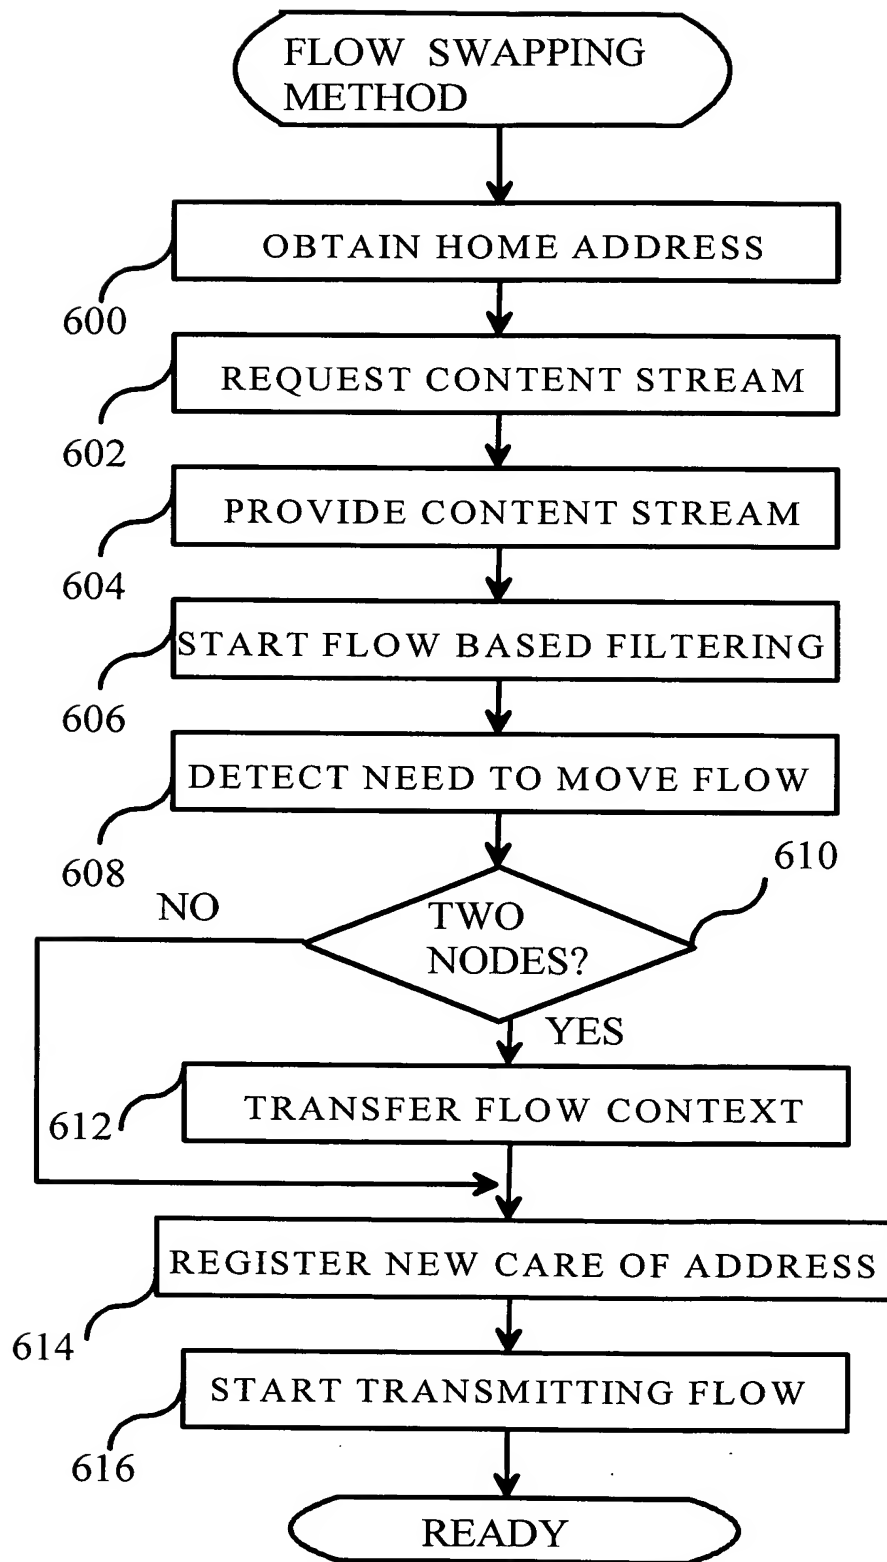 FLOW SWAPPING
METHOD
OBTAIN HOME ADDRESS
600
REQUEST CONTENT STREAM
602
PROVIDE CONTENT STREAM
604
START FLOW BASED FILTERING
606
DETECT NEED TO MOVE FLOW
608
610
NO
TWO
NODES?
YES
612
TRANSFER FLOW CONTEXT
REGISTER NEW CARE OF ADDRESS
614
START TRANSMITTING FLOW
616
READY